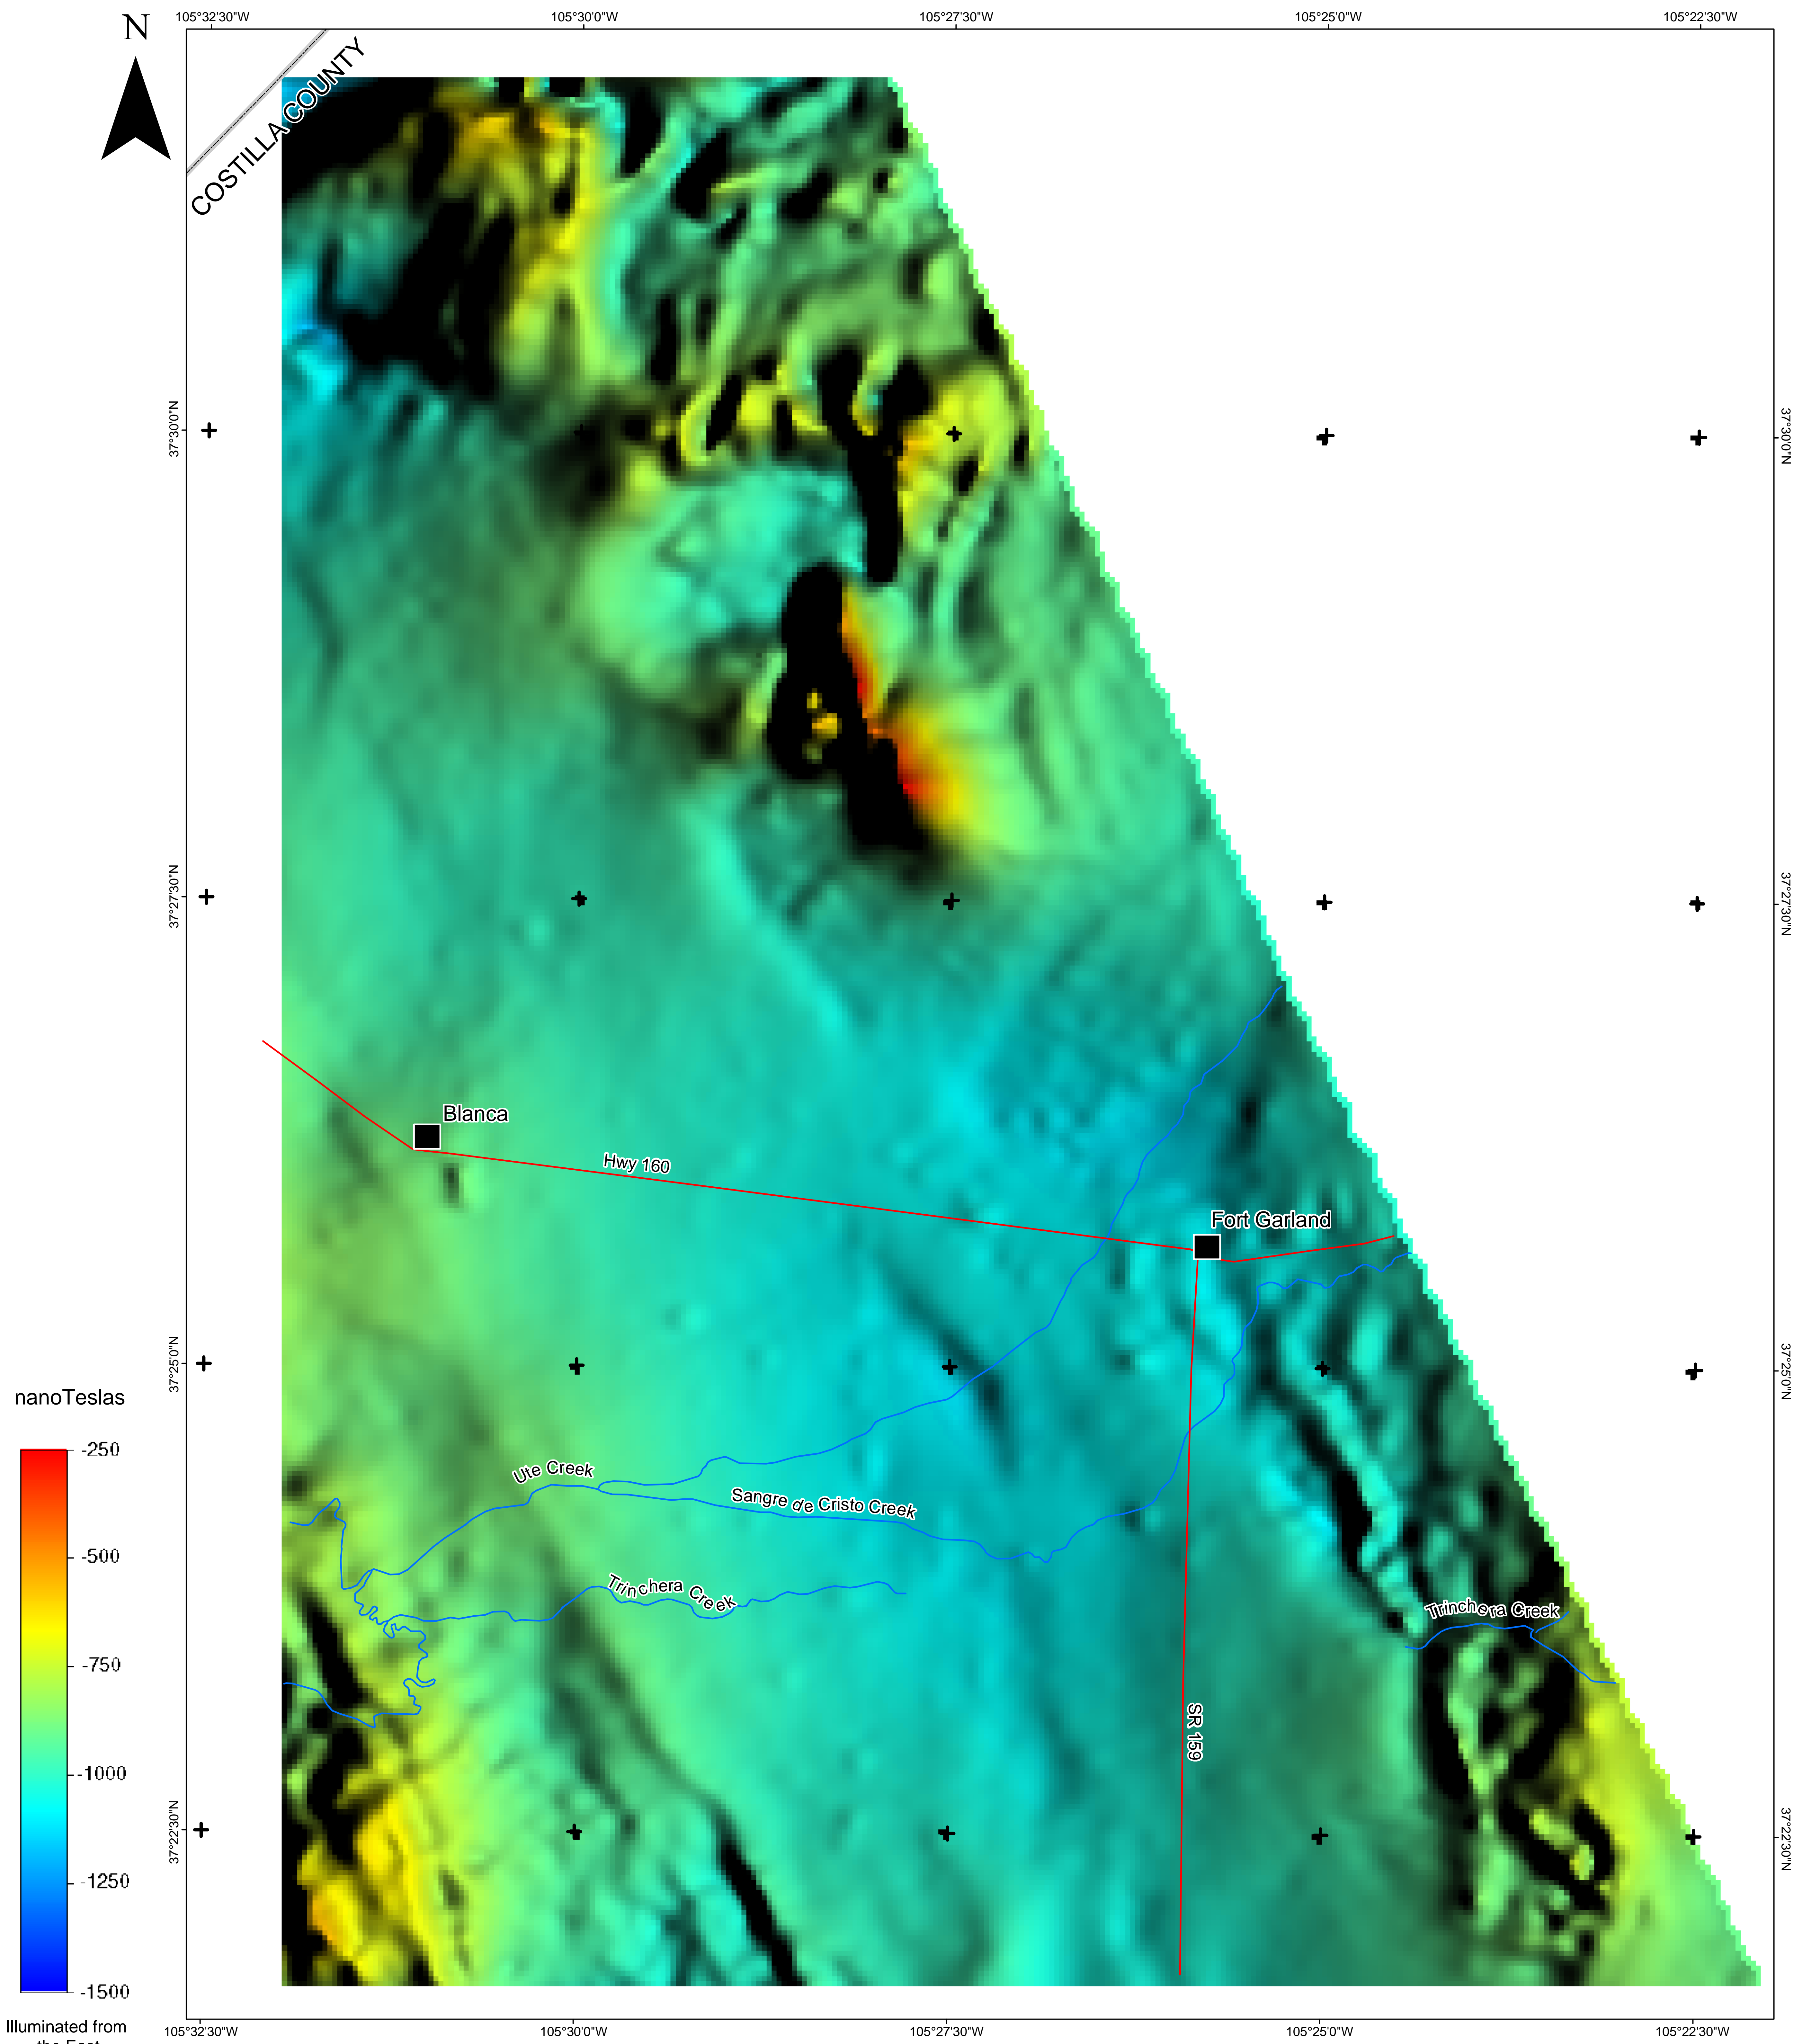 105°32'30"W
105°30'0"W
105°27'30"W
105°25'0"W
105°22'30"W
N
COSTILLA COUNTY
37°30'0"N
37°30'0"N
37°27'30"N
37°27'30"N
Blanca
Hwy 160
Fort Garland
37°25'0"N
37°25'0"N
nanoTeslas
-250
-500
-750
-1000
-1250
-1500
Ute Creek
Sangre de Cristo Creek
Trinchera Creek
Trinchera Creek
SR 159
37°22'30"N
37°22'30"N
Illuminated from
the East
105°32'30"W
105°30'0"W
105°27'30"W
105°25'0"W
105°22'30"W